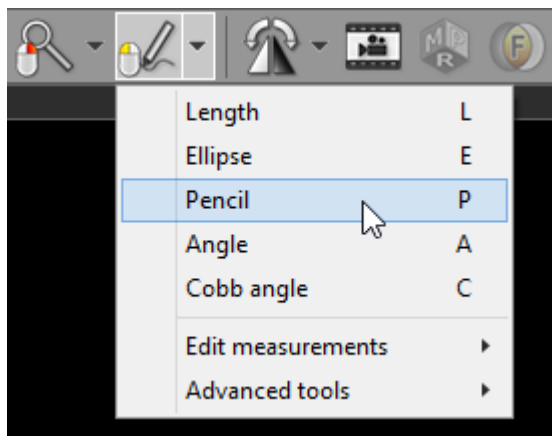 M P
R
F
Length L
Ellipse E
Pencil P
Angle A
Cobb angle C
Edit measurements
Advanced tools